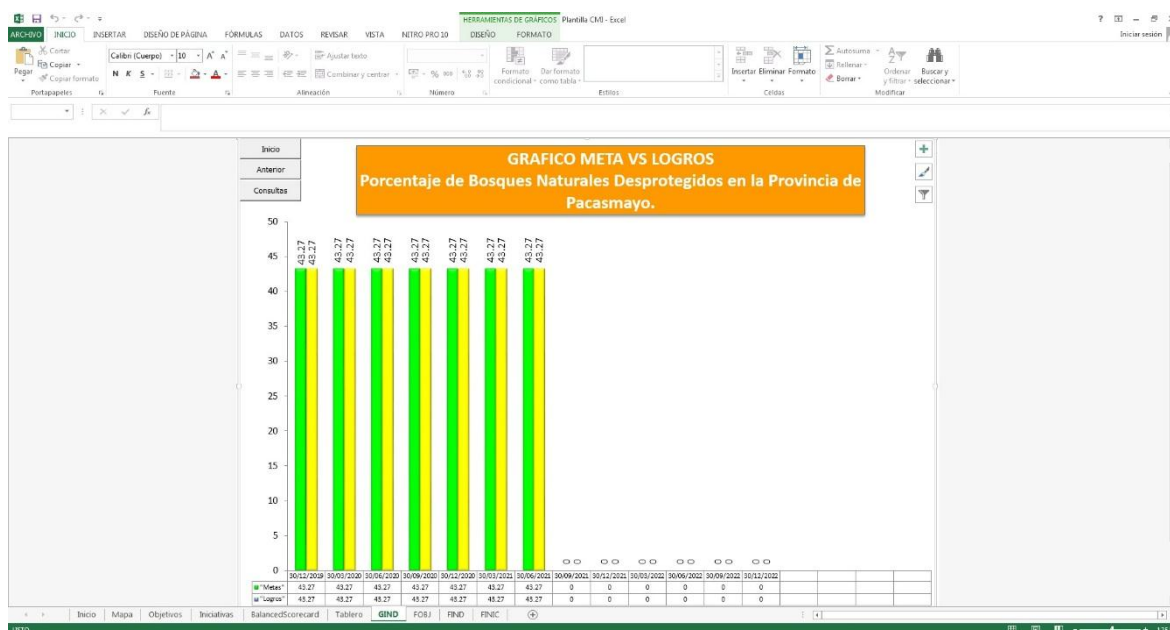 HERRAMIENTAS DE GRÁFICOS Plantilla CMI - Excel
ARCHIVO INICIO INSERTAR DISEÑO DE PÁGINA FÓRMULAS DATOS REVISAR VISTA NITRO PRO 10 DISEÑO FORMATO Iniciar sesión
Pegar
Cortar
Copiar
Copiar formato
Portapapeles
Calibri (Cuerpo) 10
N K S
Fuente
Ajustar texto
Combinar y centrar
Alineación
Número
Formato condicional
Dar formato como tabla
Estilos
Insertar Eliminar Formato
Celdas
Autosuma
Rellenar
Borrar
Ordenar y filtrar
Buscar y seleccionar
Modificar
Inicio
Anterior
Consultas
GRAFICO META VS LOGROS
Porcentaje de Bosques Naturales Desprotegidos en la Provincia de
Pacasmayo.
50
45
40
35
30
25
20
15
10
5
0
43.27 43.27 43.27 43.27 43.27 43.27 43.27 43.27 43.27 43.27 43.27 43.27 43.27 43.27 0 0 0 0 0 0 0 0 0 0 0 0
30/12/2019 30/03/2020 30/06/2020 30/09/2020 30/12/2020 30/03/2021 30/06/2021 30/09/2021 30/12/2021 30/03/2022 30/06/2022 30/09/2022 30/12/2022
"Metas" 43.27 43.27 43.27 43.27 43.27 43.27 43.27 0 0 0 0 0 0
"Logros" 43.27 43.27 43.27 43.27 43.27 43.27 43.27 0 0 0 0 0 0
Inicio Mapa Objetivos Iniciativas BalancedScorecard Tablero GIND FOBJ FIND FINIC